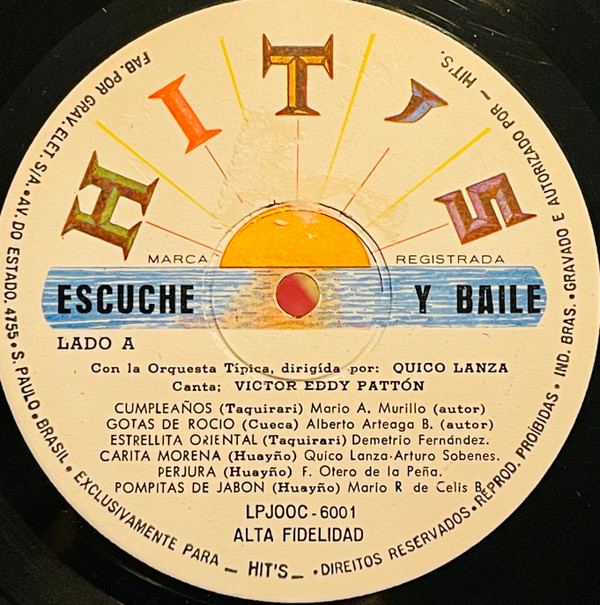 HIT'S
MARCA REGISTRADA
ESCUCHE Y BAILE
LADO A
Con la Orquesta Típica, dirigída por: QUICO LANZA
Canta; VICTOR EDDY PATTÓN
CUMPLEAÑOS (Taquirari) Mario A. Murillo (autor)
GOTAS DE ROCIO (Cueca) Alberto Arteaga B. (autor)
ESTRELLITA ORIENTAL (Taquirari) Demetrio Fernández.
CARITA MORENA (Huayño) Quico Lanza-Arturo Sobenes.
PERJURA (Huayño) F. Otero de la Peña.
POMPITAS DE JABON (Huayño) Mario R de Celis B.
LPJOOC-6001
ALTA FIDELIDAD
FAB. POR GRAV. ELET. S/A • AV. DO ESTADO, 4755 • S. PAULO • BRASIL • EXCLUSIVAMENTE PARA _ HIT'S _ • DIREITOS RESERVADOS • REPROD. PROÍBIDAS • IND. BRAS. • GRAVADO E AUTORIZADO POR — HIT'S.